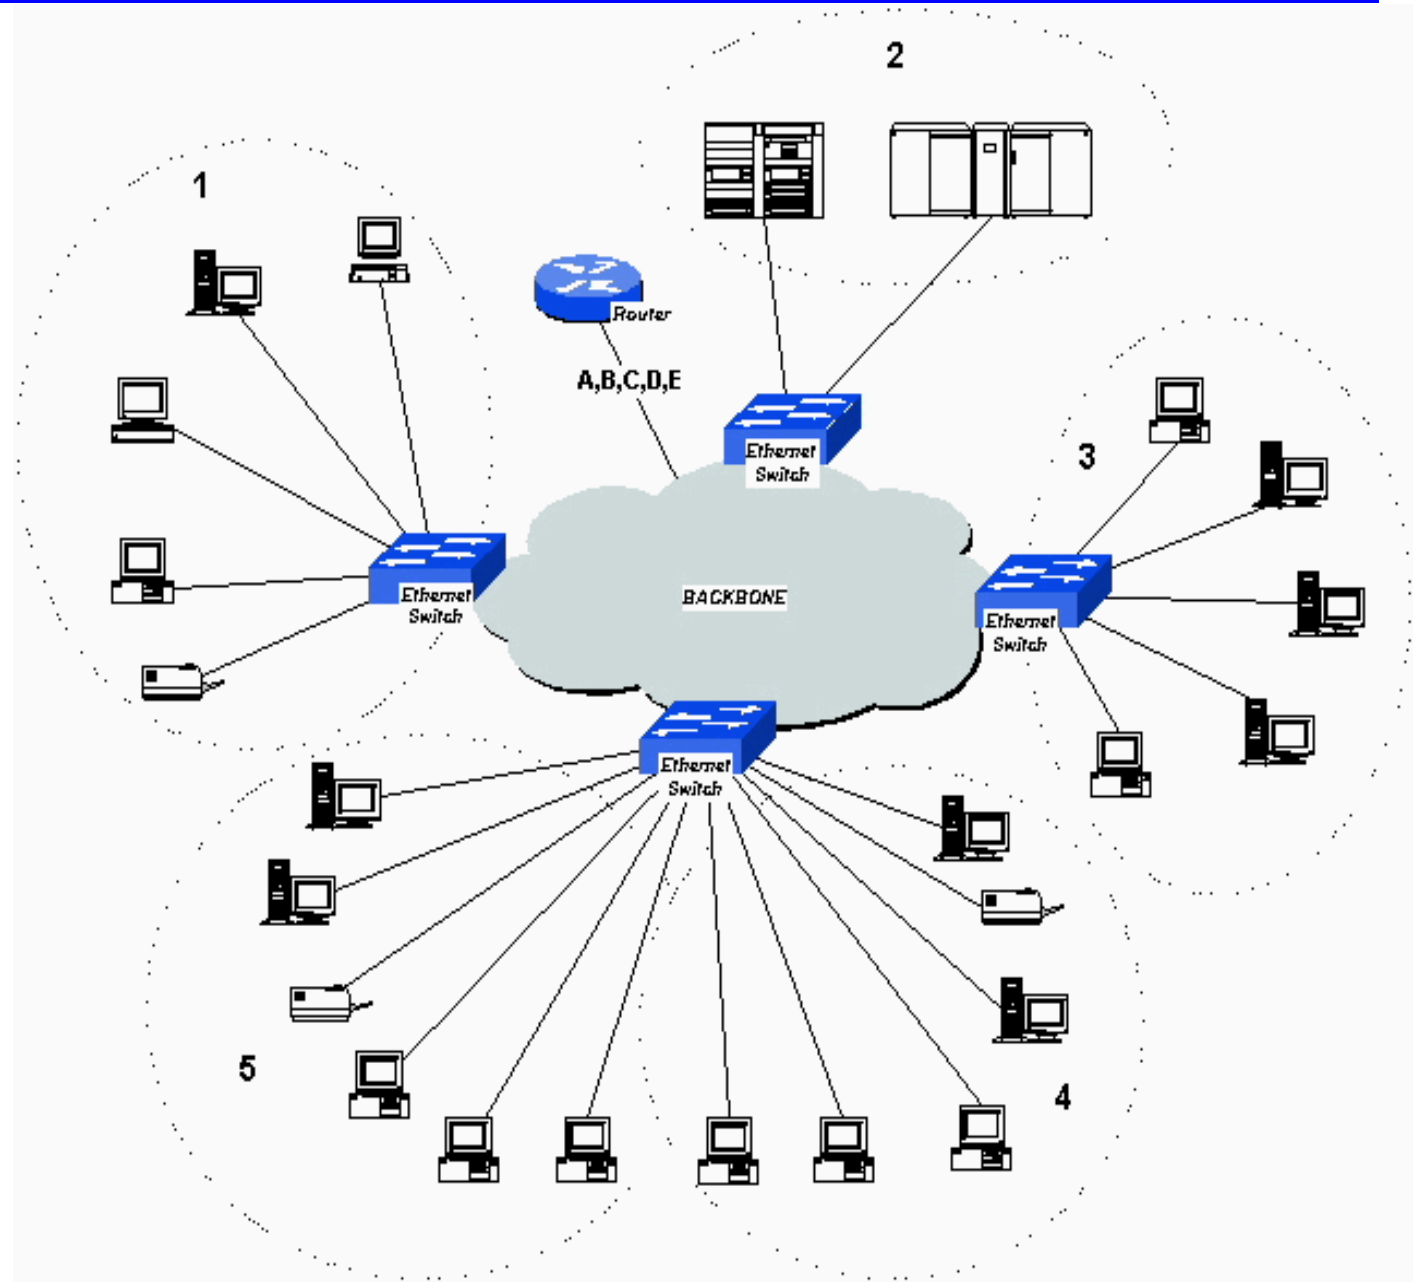 2
1
Router
A,B,C,D,E
Ethernet
Switch
3
Ethernet
Switch
BACKBONE
Ethernet
Switch
Ethernet
Switch
5
4